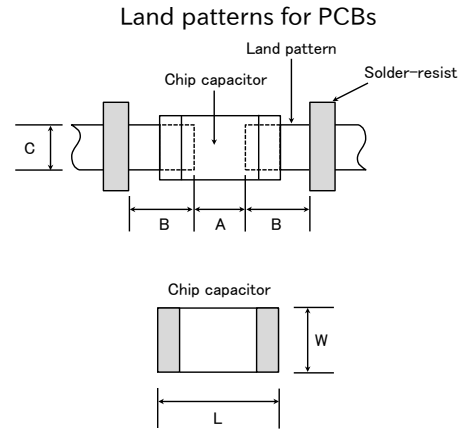 Land patterns for PCBs
Land pattern
Chip capacitor
Solder-resist
C
B
A
B
Chip capacitor
W
L